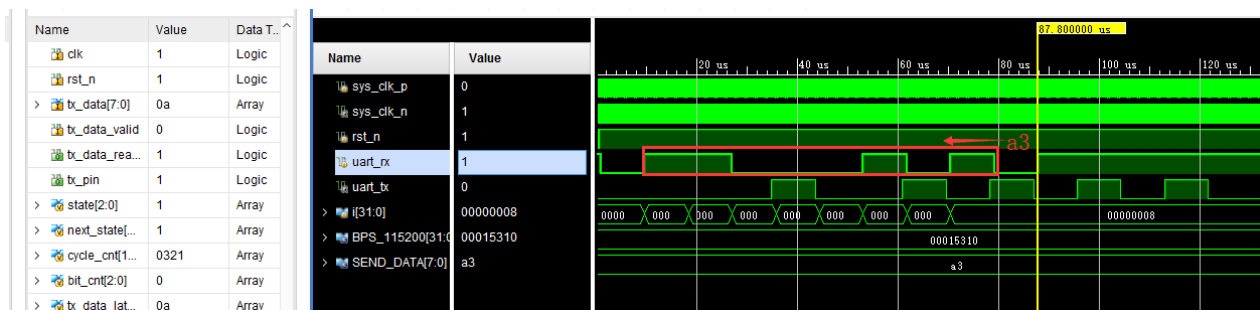 Name Value Data T...
clk 1 Logic
rst_n 1 Logic
tx_data[7:0] 0a Array
tx_data_valid 0 Logic
tx_data_rea... 1 Logic
tx_pin 1 Logic
state[2:0] 1 Array
next_state[... 1 Array
cycle_cnt[1... 0321 Array
bit_cnt[2:0] 0 Array
tx_data_lat... 0a Array
87.800000 us
Name Value
20 us 40 us 60 us 80 us 100 us 120 us
sys_clk_p 0
sys_clk_n 1
rst_n 1
a3
uart_rx 1
uart_tx 0
i[31:0] 00000008 0000 000 000 000 000 000 000 000 00000008
BPS_115200[31:0 00015310 00015310
SEND_DATA[7:0] a3 a3